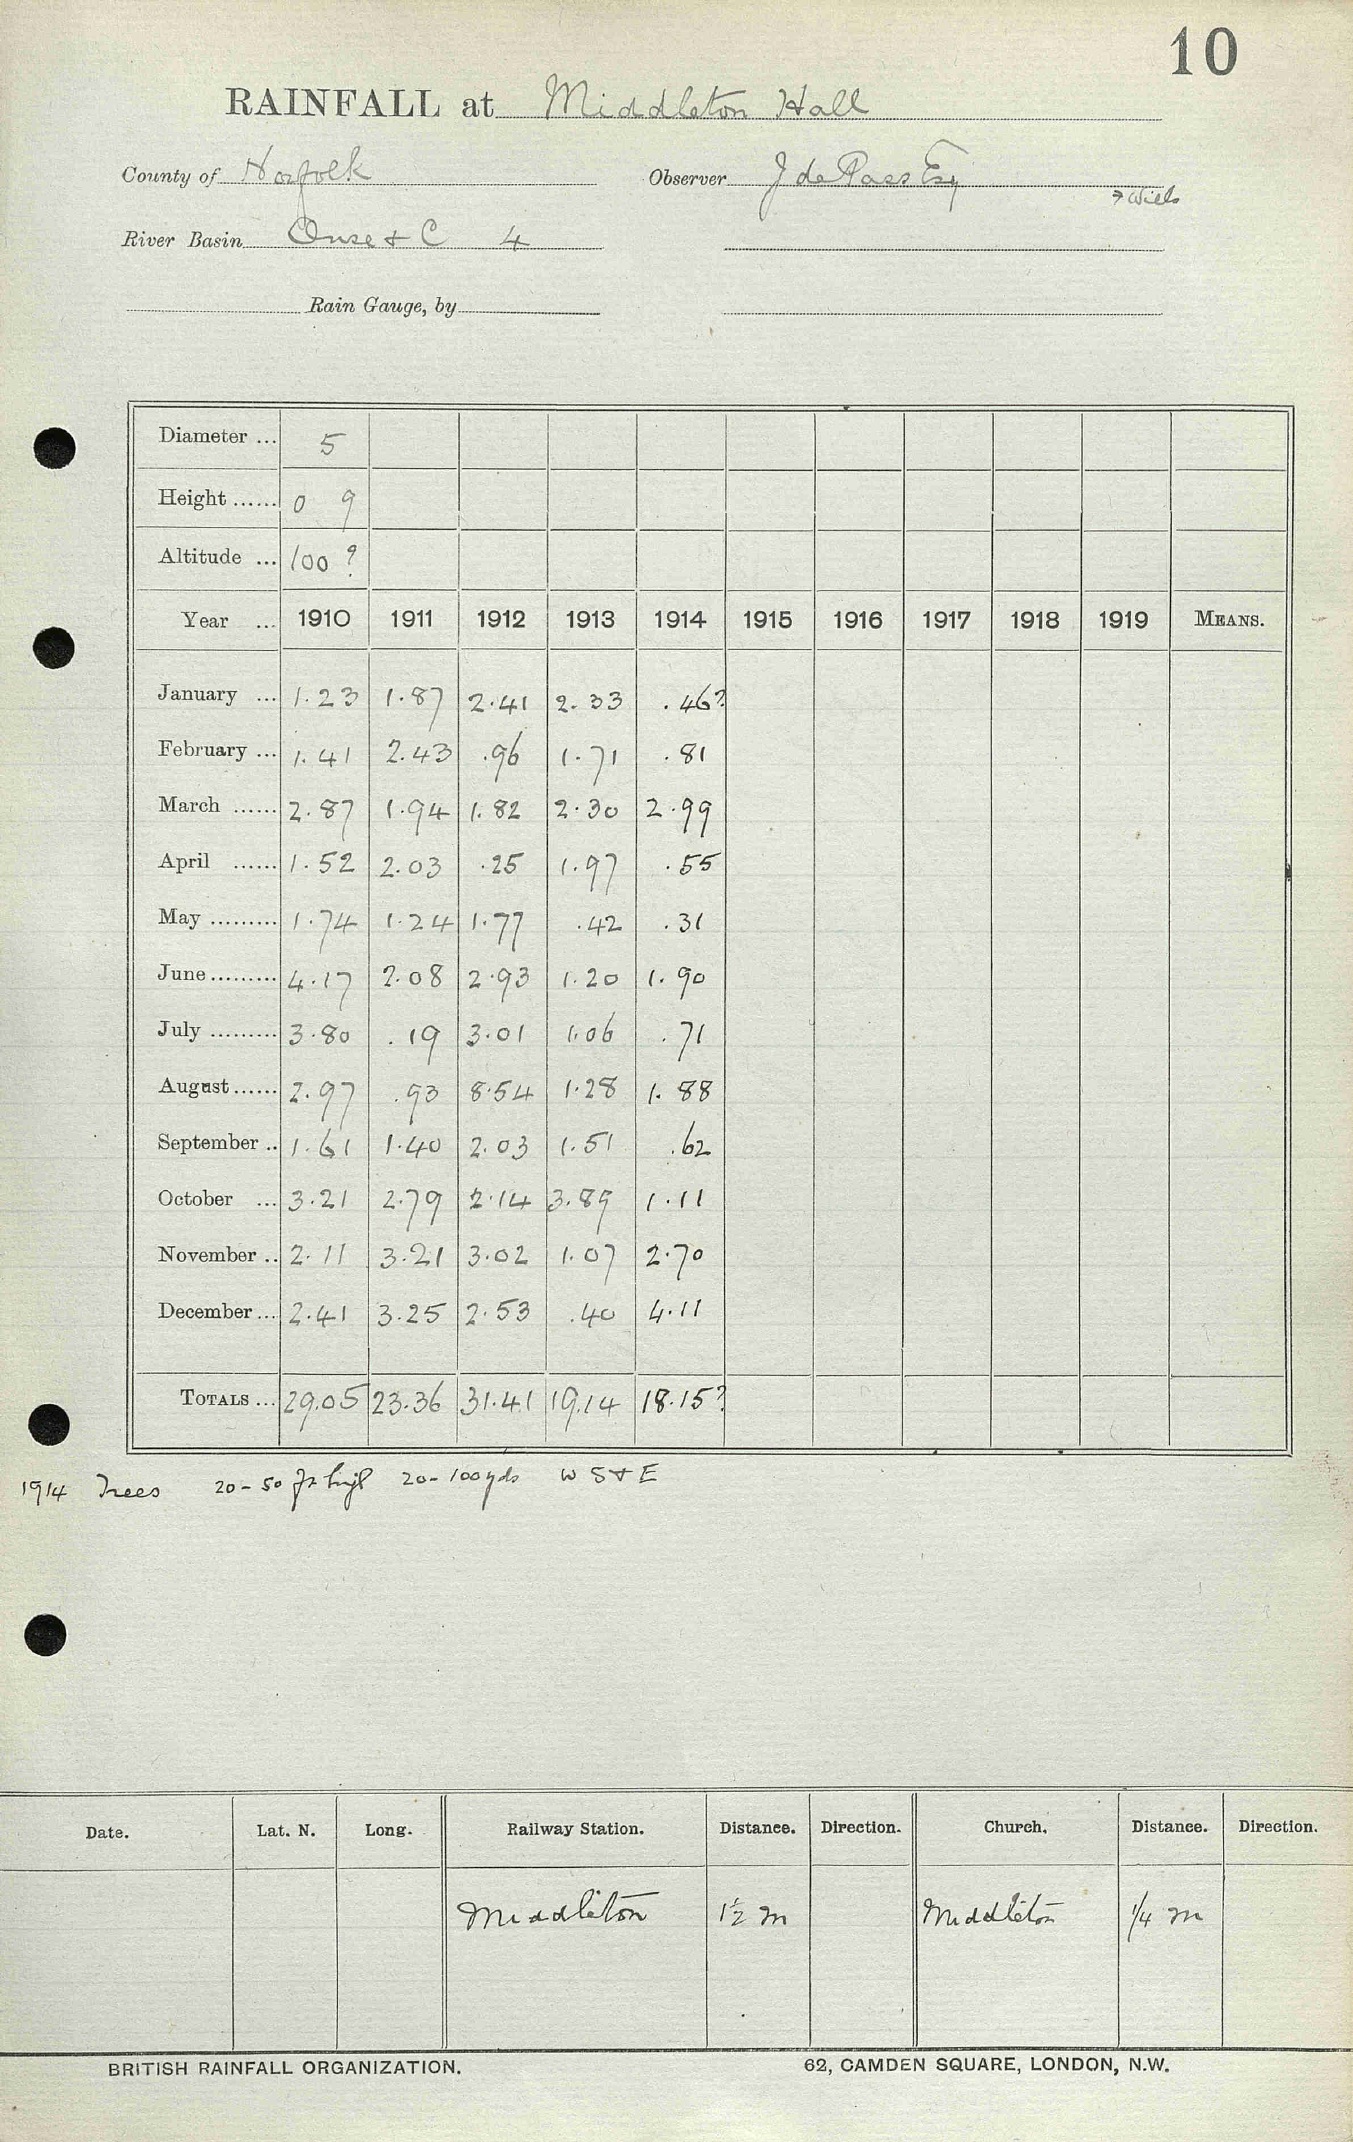 10
RAINFALL at Middleton Hall
County of Norfolk Observer J de Pass Esq
River Basin Ouse & C 4
Rain Gauge, by
Diameter ... 5
Height ...... 0 9
Altitude ... 100 ?
Year ... 1910 1911 1912 1913 1914 1915 1916 1917 1918 1919 MEANS.
January ... 1.23 1.87 2.41 2.33 .46?
February ... 1.41 2.43 .96 1.71 .81
March ...... 2.87 1.94 1.82 2.30 2.99
April ...... 1.52 2.03 .25 1.97 .55
May ......... 1.74 1.24 1.77 .42 .31
June ......... 4.17 2.08 2.93 1.20 1.90
July ......... 3.80 .19 3.01 1.06 .71
August ...... 2.97 .93 8.54 1.28 1.88
September .. 1.61 1.40 2.03 1.51 .62
October ... 3.21 2.79 2.14 3.89 1.11
November .. 2.11 3.21 3.02 1.07 2.70
December ... 2.41 3.25 2.53 .40 4.11
TOTALS ... 29.05 23.36 31.41 19.14 18.15?
1914 Trees 20-50 ft high 20-100 yds W S & E
Date. Lat. N. Long. Railway Station. Distance. Direction. Church. Distance. Direction.
Middleton 1½ m Middleton ¼ m
BRITISH RAINFALL ORGANIZATION. 62, CAMDEN SQUARE, LONDON, N.W.